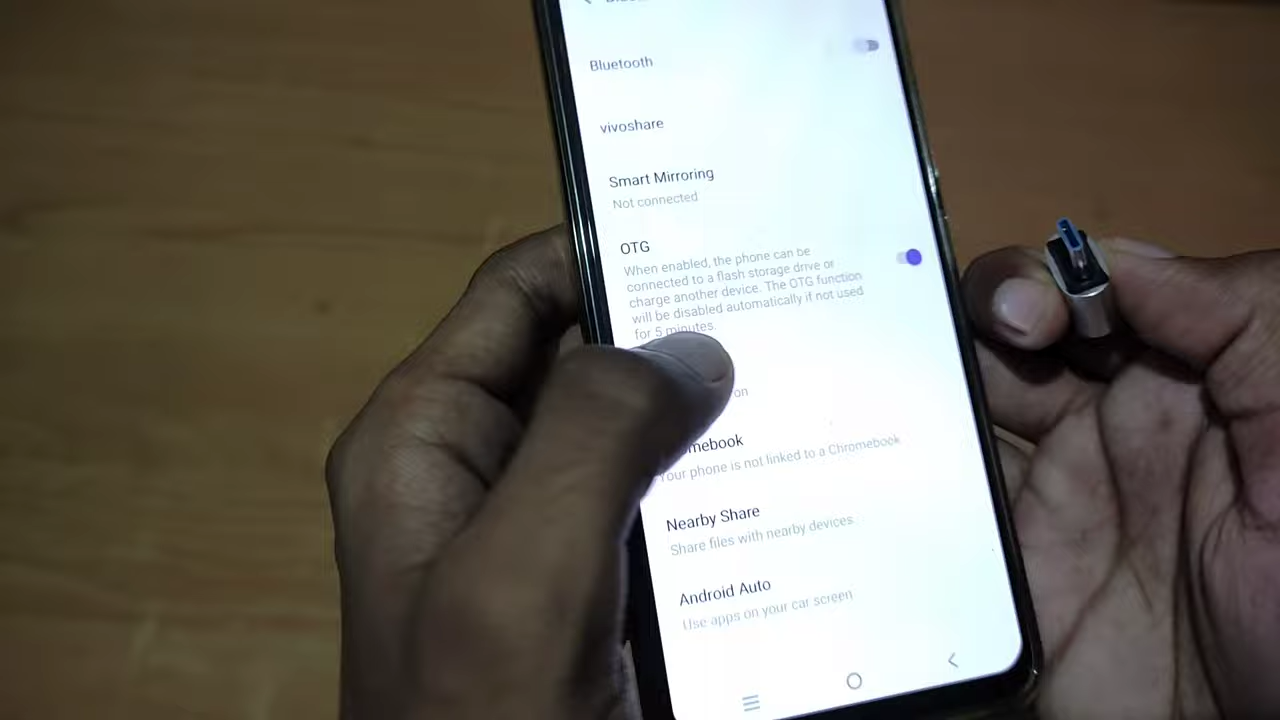 Bluetooth
vivoshare
Smart Mirroring
Not connected
OTG
When enabled, the phone can be
connected to a flash storage drive or
charge another device. The OTG function
will be disabled automatically if not used
for 5 minutes.
on
mebook
Your phone is not linked to a Chromebook
Nearby Share
Share files with nearby devices
Android Auto
Use apps on your car screen